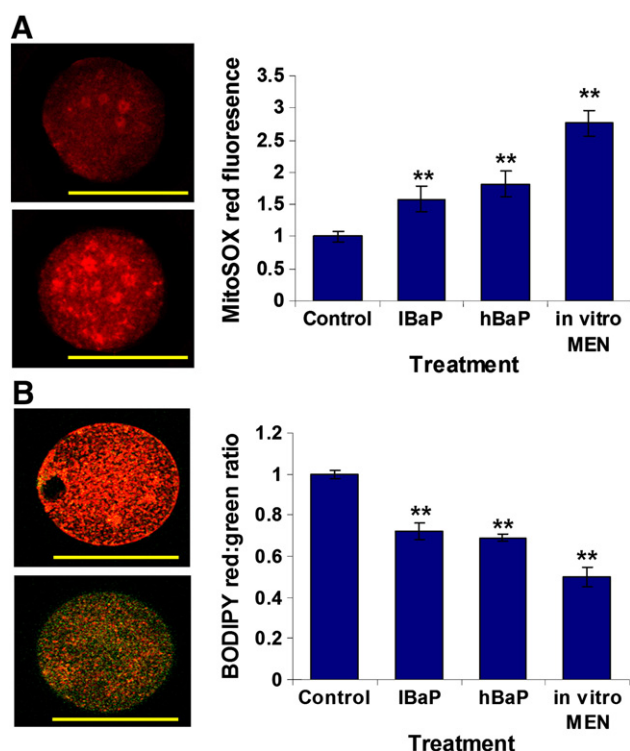 A
MitoSOX red fluoresence
3.5
3
2.5
2
1.5
1
0.5
0
**
**
**
Control
lBaP
hBaP
in vitro
MEN
Treatment
B
BODIPY red:green ratio
1.2
1
0.8
0.6
0.4
0.2
0
**
**
**
Control
lBaP
hBaP
in vitro
MEN
Treatment